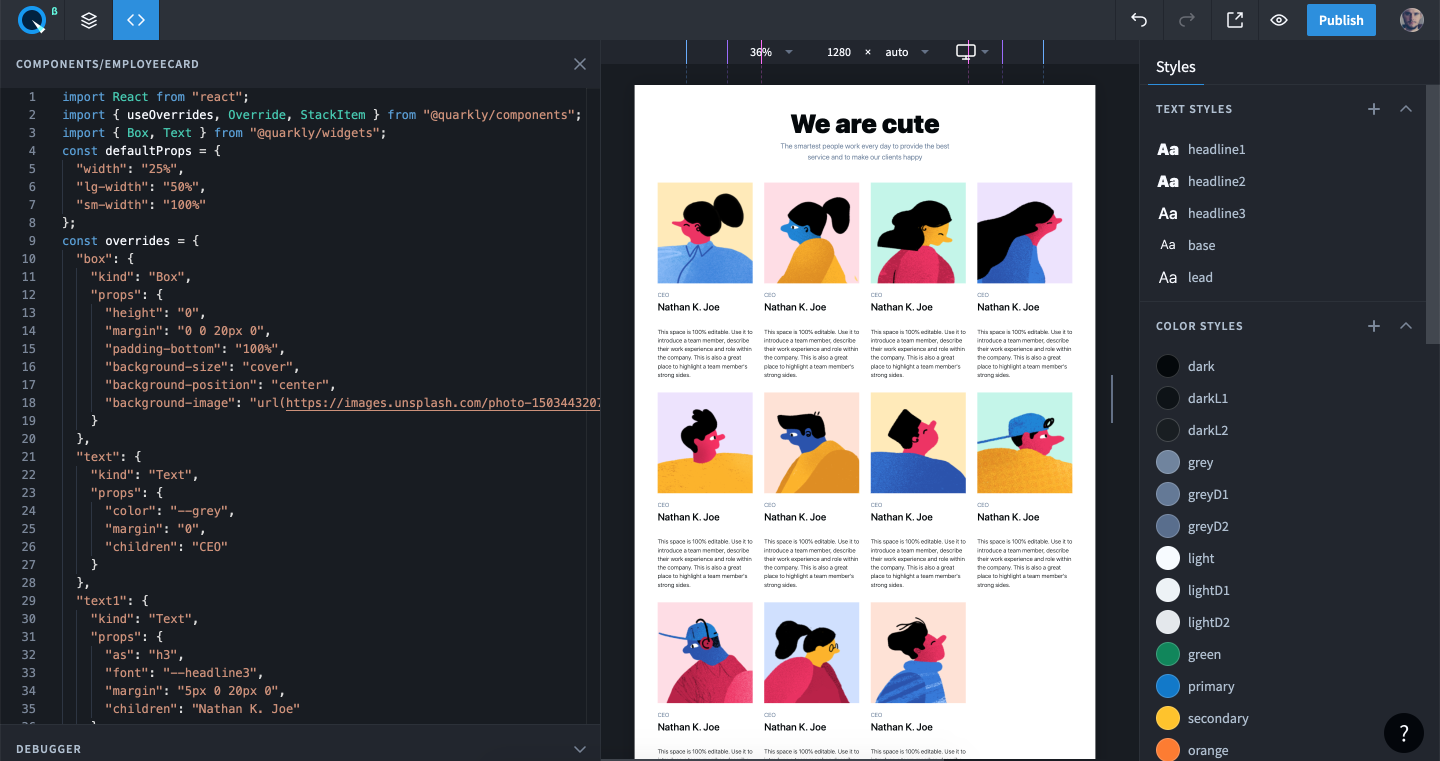 β
36%
1280
×
auto
Publish
COMPONENTS/EMPLOYEECARD
1 import React from "react";
2 import { useOverrides, Override, StackItem } from "@quarkly/components";
3 import { Box, Text } from "@quarkly/widgets";
4 const defaultProps = {
5 "width": "25%",
6 "lg-width": "50%",
7 "sm-width": "100%"
8 };
9 const overrides = {
10 "box": {
11 "kind": "Box",
12 "props": {
13 "height": "0",
14 "margin": "0 0 20px 0",
15 "padding-bottom": "100%",
16 "background-size": "cover",
17 "background-position": "center",
18 "background-image": "url(https://images.unsplash.com/photo-1503443207
19 }
20 },
21 "text": {
22 "kind": "Text",
23 "props": {
24 "color": "--grey",
25 "margin": "0",
26 "children": "CEO"
27 }
28 },
29 "text1": {
30 "kind": "Text",
31 "props": {
32 "as": "h3",
33 "font": "--headline3",
34 "margin": "5px 0 20px 0",
35 "children": "Nathan K. Joe"
DEBUGGER
We are cute
The smartest people work every day to provide the best
service and to make our clients happy
CEO
Nathan K. Joe
This space is 100% editable. Use it to
introduce a team member, describe
their work experience and role within
the company. This is also a great
place to highlight a team member's
strong sides.
CEO
Nathan K. Joe
This space is 100% editable. Use it to
introduce a team member, describe
their work experience and role within
the company. This is also a great
place to highlight a team member's
strong sides.
CEO
Nathan K. Joe
This space is 100% editable. Use it to
introduce a team member, describe
their work experience and role within
the company. This is also a great
place to highlight a team member's
strong sides.
CEO
Nathan K. Joe
This space is 100% editable. Use it to
introduce a team member, describe
their work experience and role within
the company. This is also a great
place to highlight a team member's
strong sides.
CEO
Nathan K. Joe
This space is 100% editable. Use it to
introduce a team member, describe
their work experience and role within
the company. This is also a great
place to highlight a team member's
strong sides.
CEO
Nathan K. Joe
This space is 100% editable. Use it to
introduce a team member, describe
their work experience and role within
the company. This is also a great
place to highlight a team member's
strong sides.
CEO
Nathan K. Joe
This space is 100% editable. Use it to
introduce a team member, describe
their work experience and role within
the company. This is also a great
place to highlight a team member's
strong sides.
CEO
Nathan K. Joe
This space is 100% editable. Use it to
introduce a team member, describe
their work experience and role within
the company. This is also a great
place to highlight a team member's
strong sides.
CEO
Nathan K. Joe
This space is 100% editable. Use it to
CEO
Nathan K. Joe
This space is 100% editable. Use it to
CEO
Nathan K. Joe
This space is 100% editable. Use it to
Styles
TEXT STYLES
Aa headline1
Aa headline2
Aa headline3
Aa base
Aa lead
COLOR STYLES
dark
darkL1
darkL2
grey
greyD1
greyD2
light
lightD1
lightD2
green
primary
secondary
orange
?